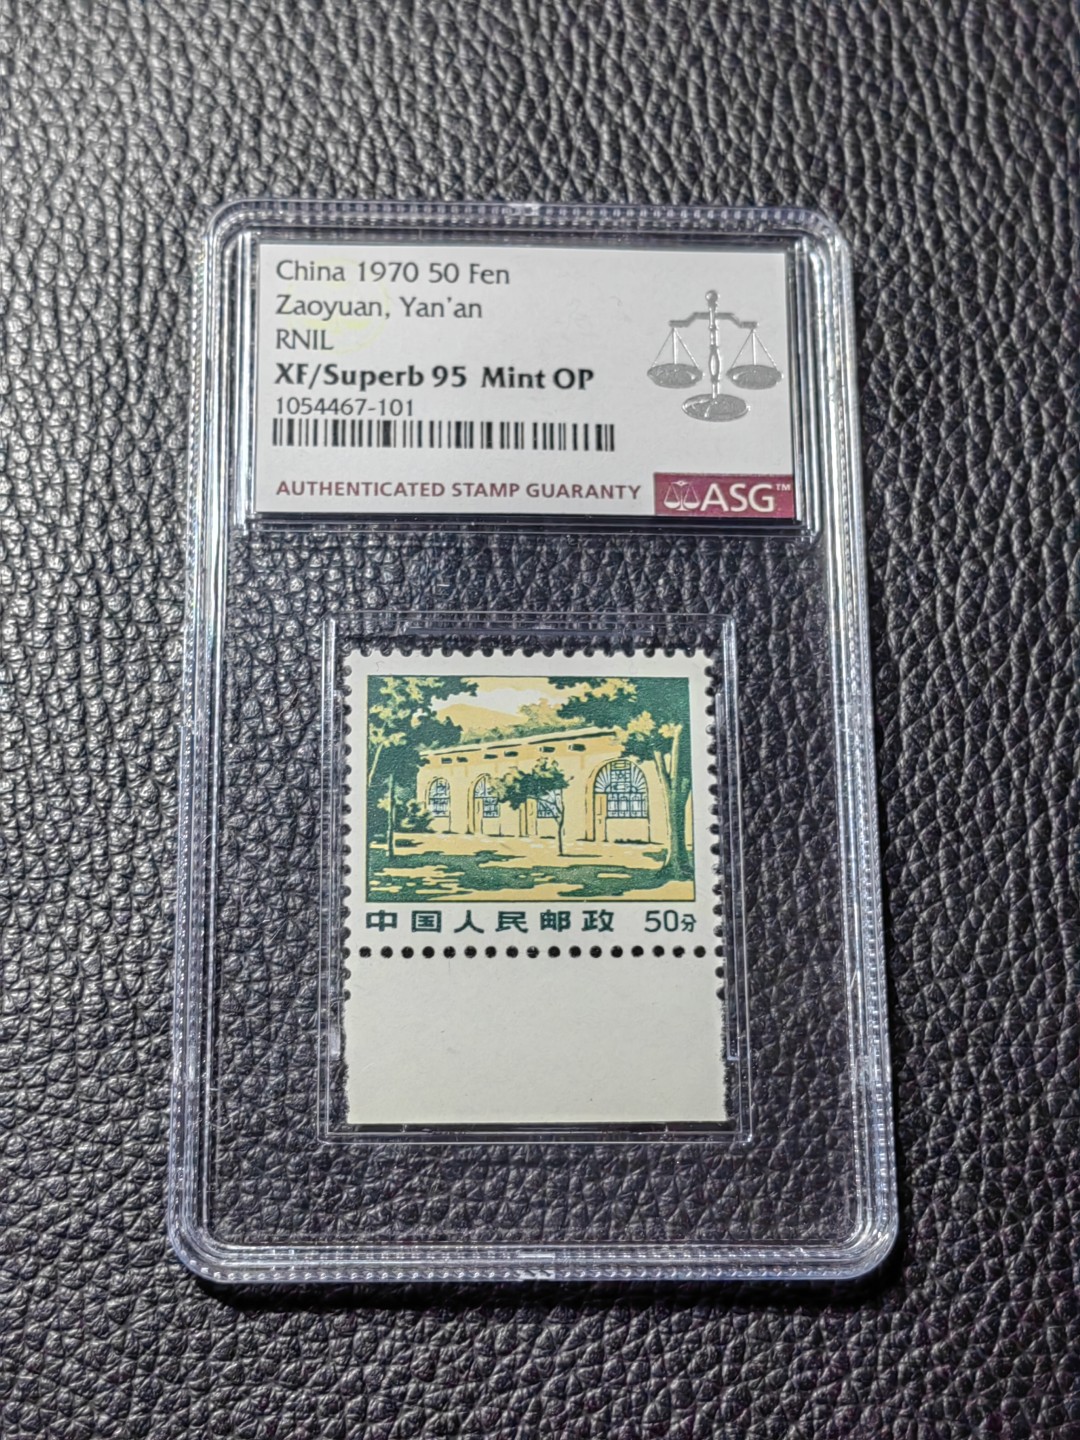 China 1970 50 Fen
Zaoyuan, Yan'an
RNIL
XF/Superb 95 Mint OP
1054467-101
AUTHENTICATED STAMP GUARANTY
ASG™
中国人民邮政 50分